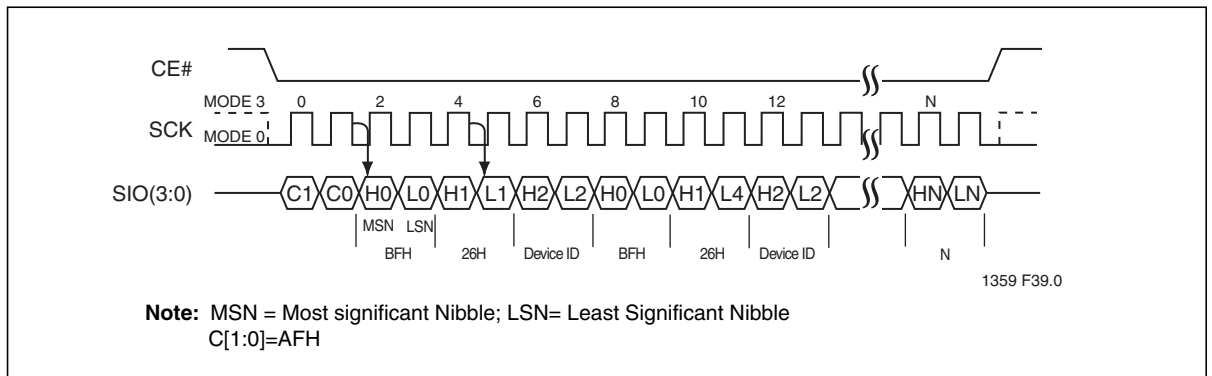 CE#
MODE 3 0 2 4 6 8 10 12 N
SCK
MODE 0
SIO(3:0) C1 C0 H0 L0 H1 L1 H2 L2 H0 L0 H1 L4 H2 L2 HN LN
MSN LSN
BFH 26H Device ID BFH 26H Device ID N
1359 F39.0
Note: MSN = Most significant Nibble; LSN= Least Significant Nibble
C[1:0]=AFH